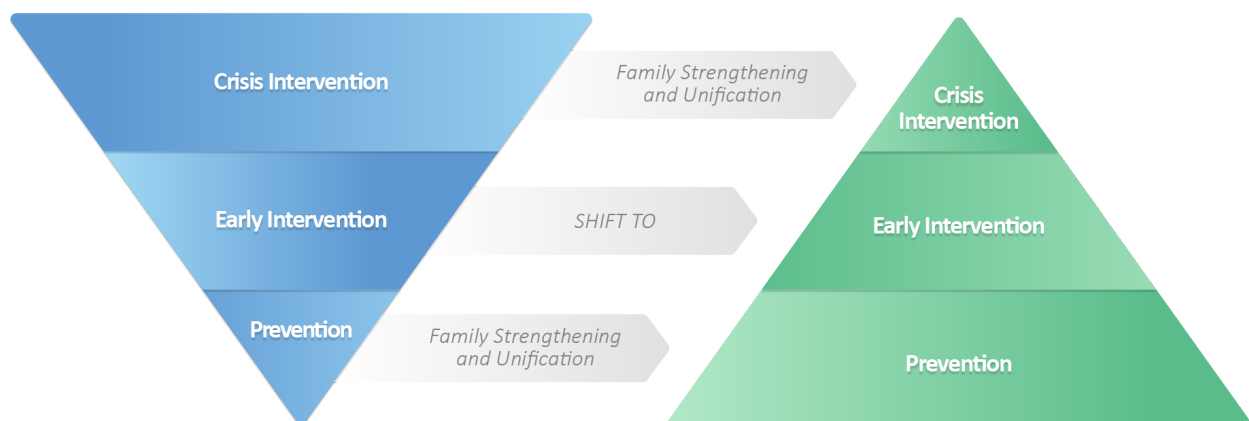 Crisis Intervention
Family Strengthening
and Unification
Crisis
Intervention
Early Intervention
SHIFT TO
Early Intervention
Prevention
Family Strengthening
and Unification
Prevention